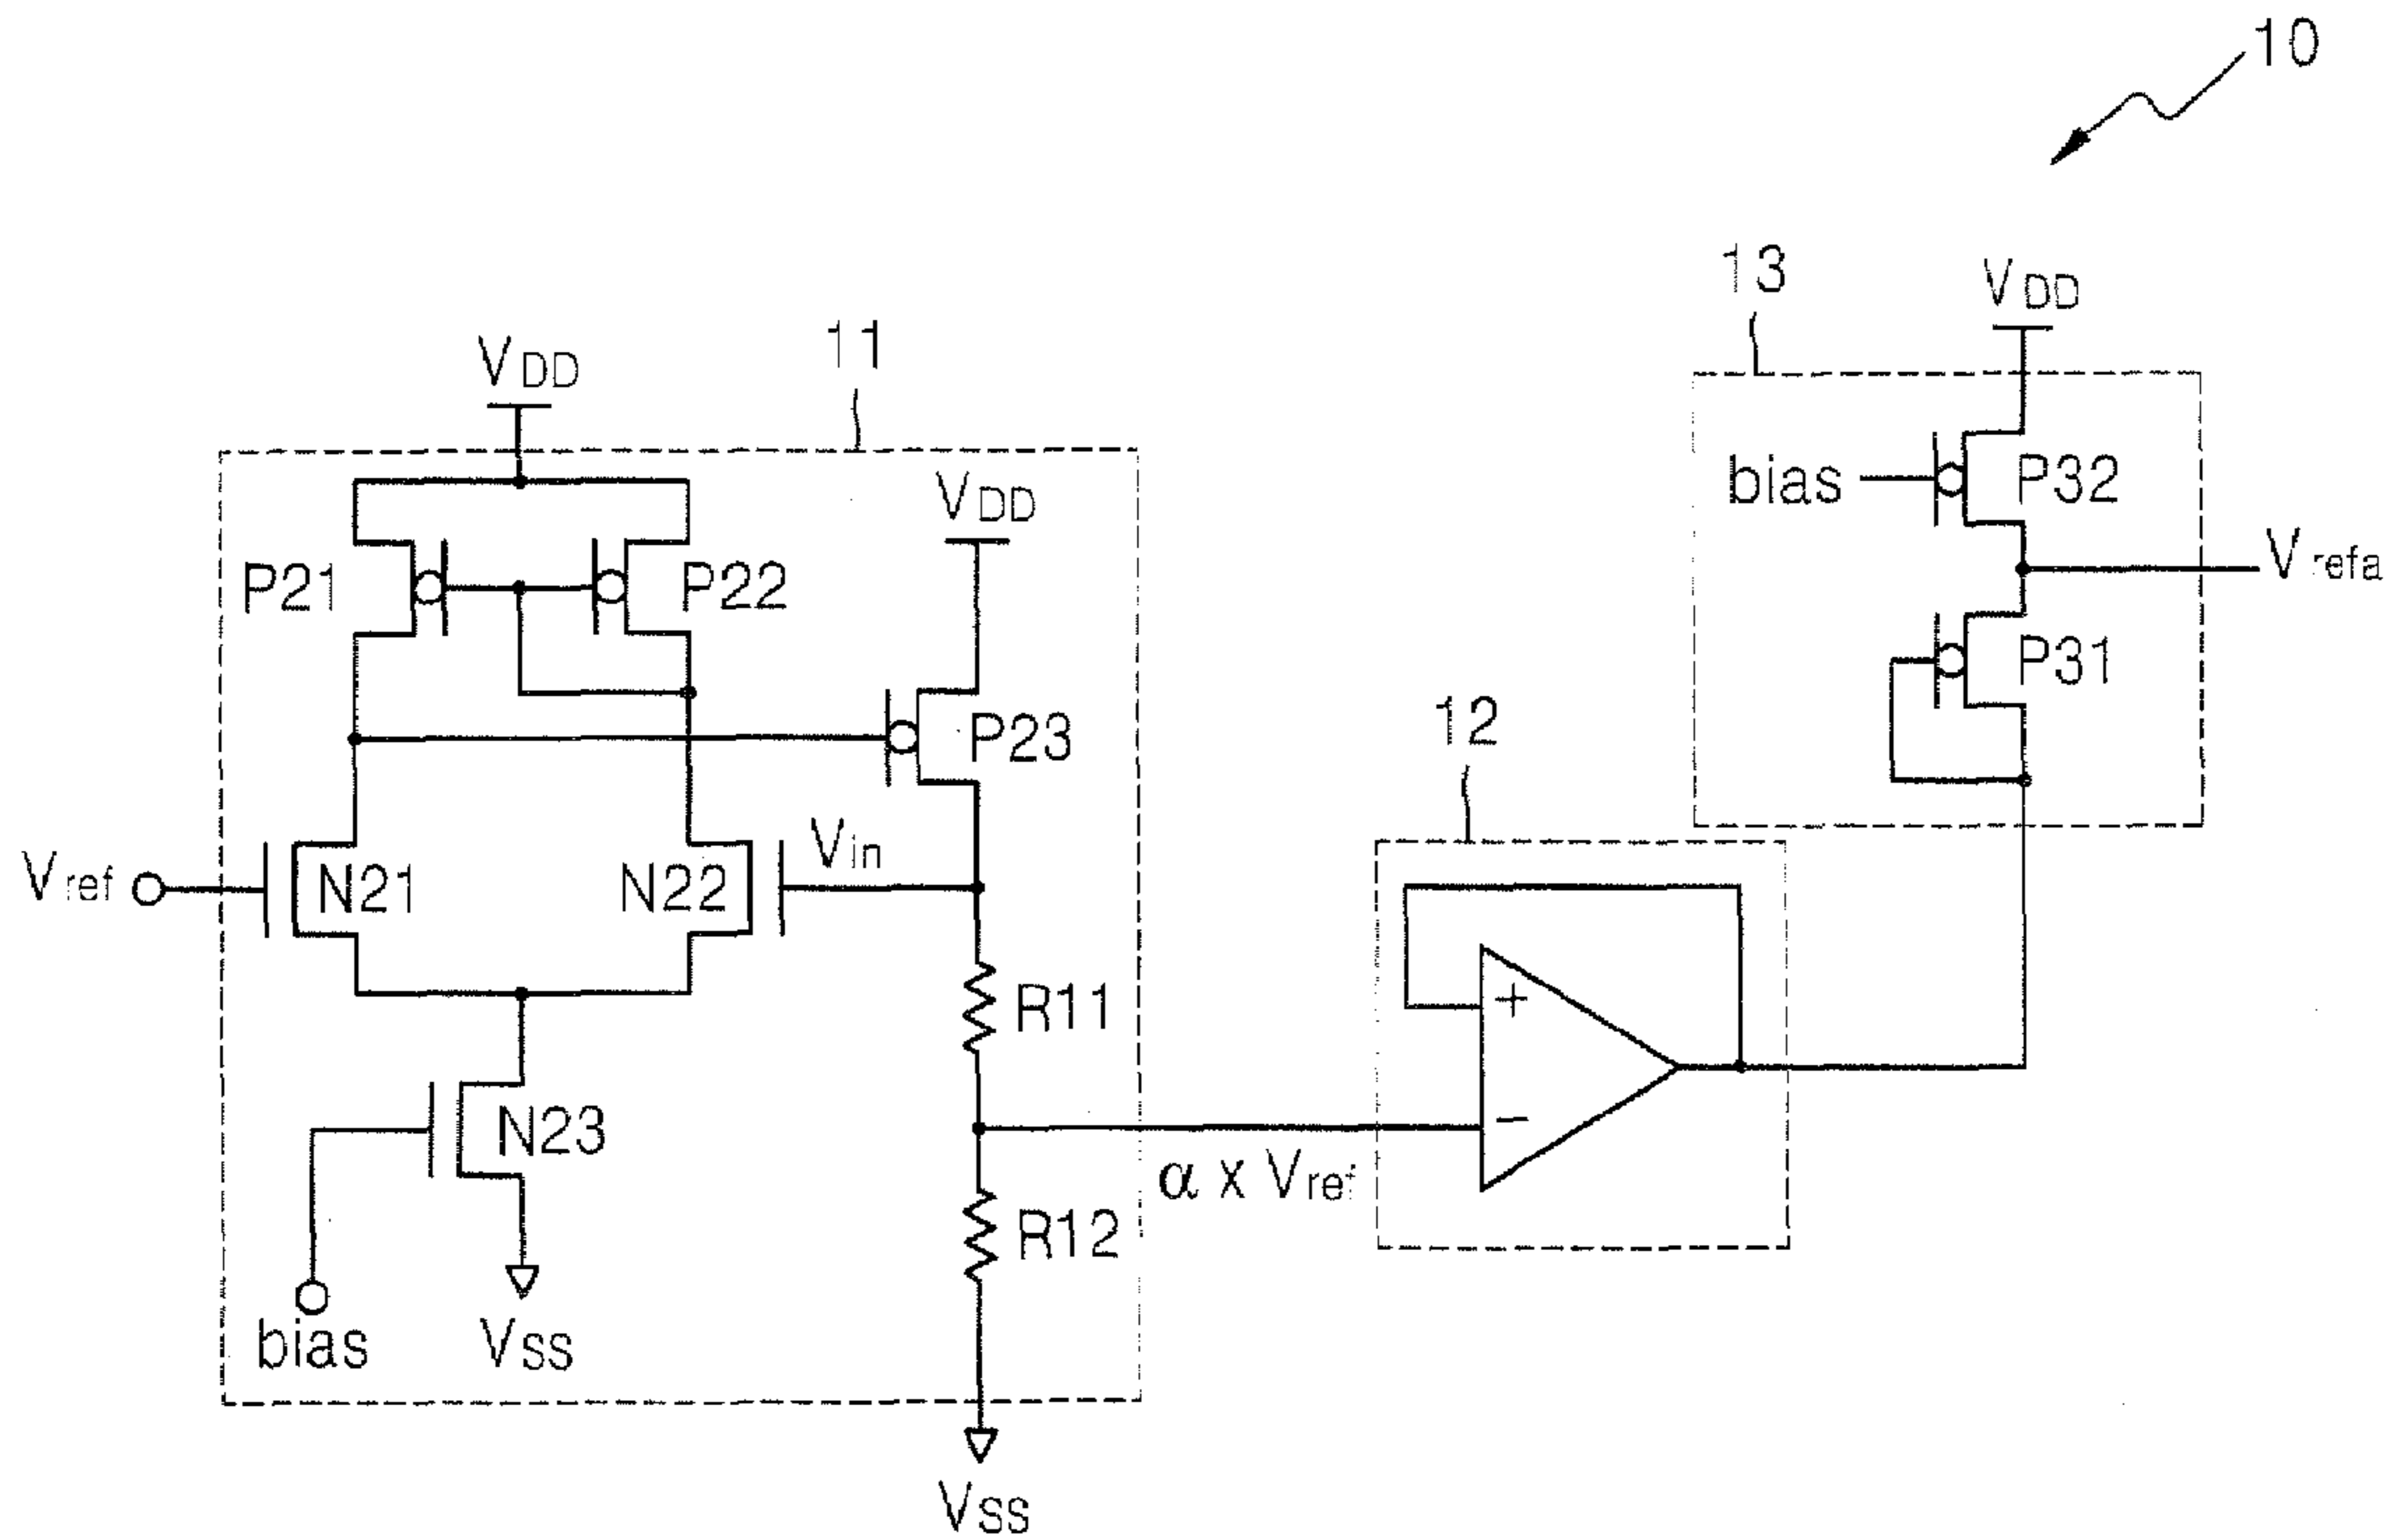 10
13
VDD
11
VDD
VDD
bias
P32
Vrefa
P21
P22
P31
12
P23
Vin
Vref
N21
N22
+
R11
N23
−
α x Vref
R12
bias
VSS
VSS